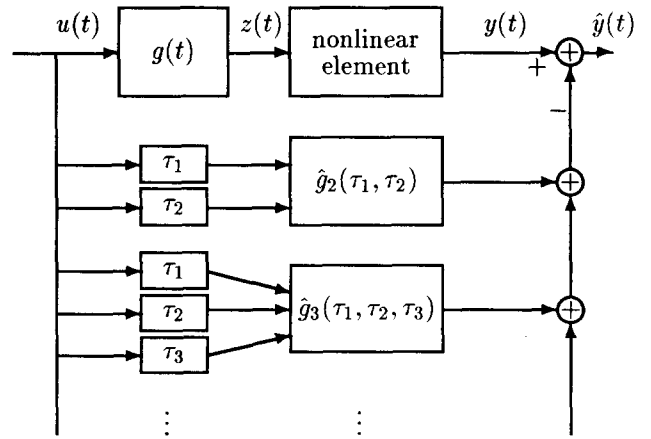 u(t) g(t) z(t) nonlinear element y(t) + + ŷ(t)
−
τ₁
τ₂ ĝ₂(τ₁, τ₂) +
τ₁
τ₂ ĝ₃(τ₁, τ₂, τ₃) +
τ₃
⋮ ⋮